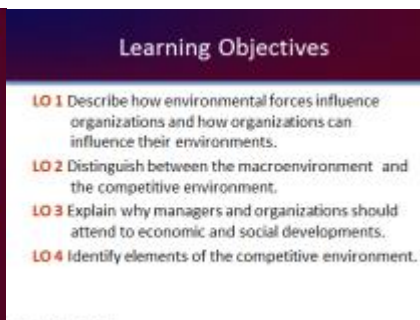 Learning Objectives
LO 1 Describe how environmental forces influence
organizations and how organizations can
influence their environments.
LO 2 Distinguish between the macroenvironment and
the competitive environment.
LO 3 Explain why managers and organizations should
attend to economic and social developments.
LO 4 Identify elements of the competitive environment.